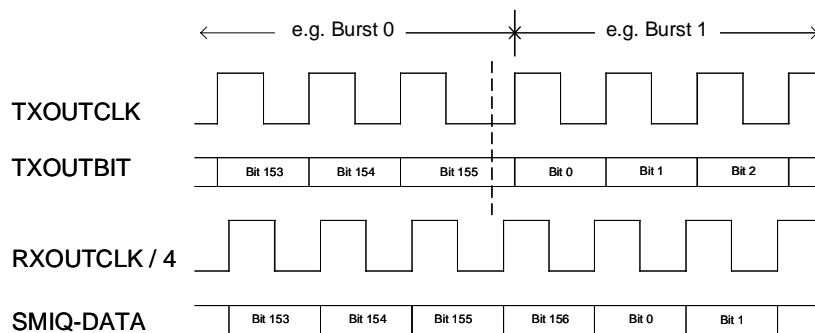 e.g. Burst 0 e.g. Burst 1
TXOUTCLK
TXOUTBIT Bit 153 Bit 154 Bit 155 Bit 0 Bit 1 Bit 2
RXOUTCLK / 4
SMIQ-DATA Bit 153 Bit 154 Bit 155 Bit 156 Bit 0 Bit 1